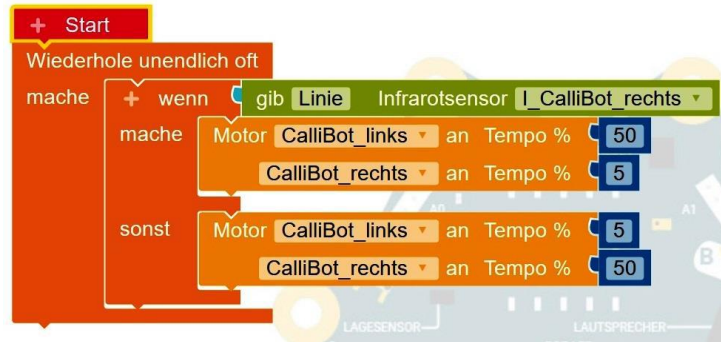 + Start
Wiederhole unendlich oft
mache + wenn gib Linie Infrarotsensor I_CalliBot_rechts
mache Motor CalliBot_links an Tempo % 50
CalliBot_rechts an Tempo % 5
A0
A1
sonst Motor CalliBot_links an Tempo % 5
B
CalliBot_rechts an Tempo % 50
LAGESENSOR
LAUTSPRECHER